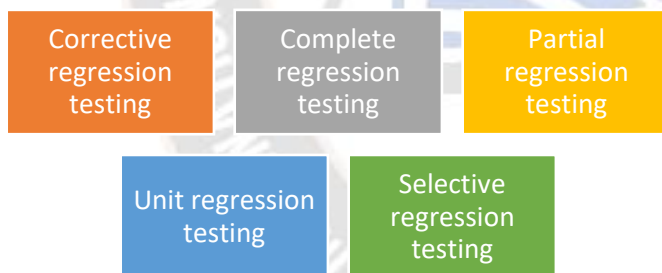 Corrective
regression
testing
Complete
regression
testing
Partial
regression
testing
Unit regression
testing
Selective
regression
testing